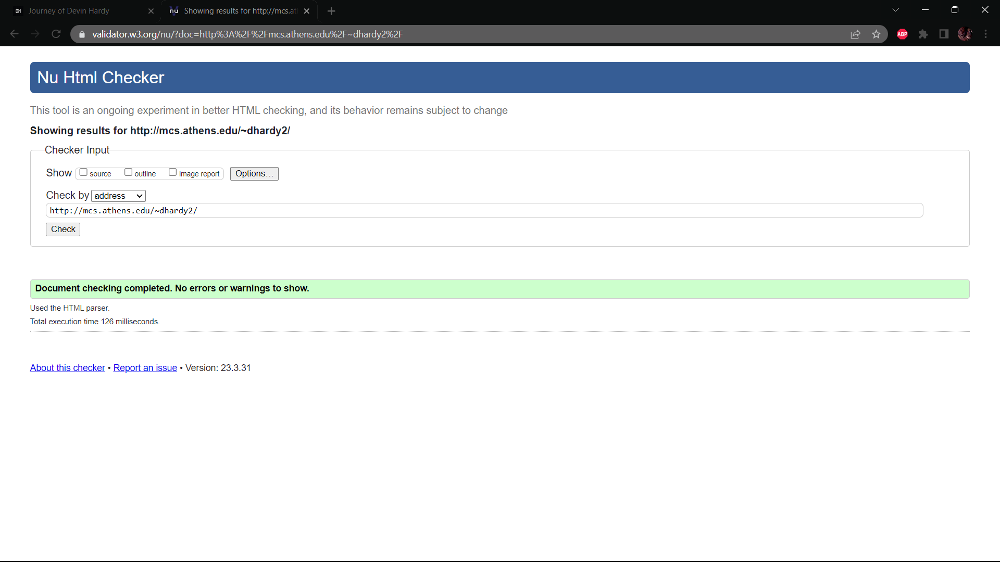 DH Journey of Devin Hardy
nu Showing results for http://mcs.at
validator.w3.org/nu/?doc=http%3A%2F%2Fmcs.athens.edu%2F~dhardy2%2F
ABP
Nu Html Checker
This tool is an ongoing experiment in better HTML checking, and its behavior remains subject to change
Showing results for http://mcs.athens.edu/~dhardy2/
Checker Input
Show source outline image report Options...
Check by address
http://mcs.athens.edu/~dhardy2/
Check
Document checking completed. No errors or warnings to show.
Used the HTML parser.
Total execution time 126 milliseconds.
About this checker • Report an issue • Version: 23.3.31